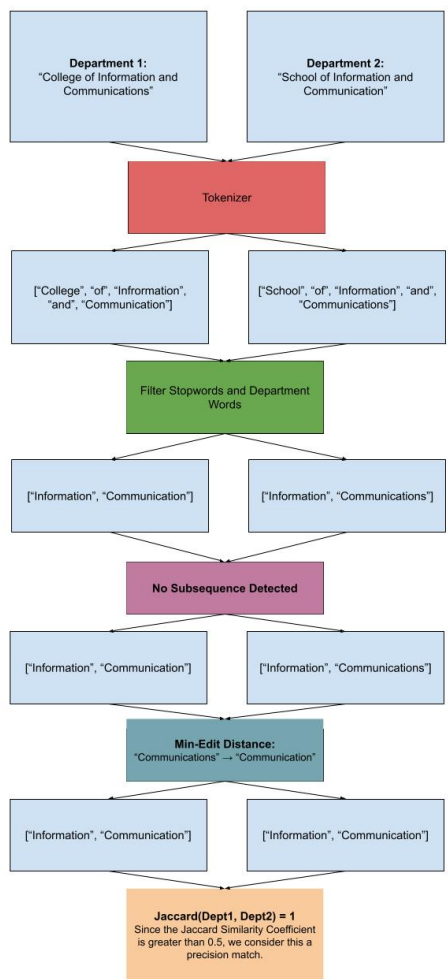 Department 1:
“College of Information and
Communications”
Department 2:
“School of Information and
Communication”
Tokenizer
[“College”, “of”, “Infrormation”,
“and”, “Communication”]
[“School”, “of”, “Information”, “and”,
“Communications”]
Filter Stopwords and Department
Words
[“Information”, “Communication”]
[“Information”, “Communications”]
No Subsequence Detected
[“Information”, “Communication”]
[“Information”, “Communications”]
Min-Edit Distance:
“Communications” → “Communication”
[“Information”, “Communication”]
[“Information”, “Communication”]
Jaccard(Dept1, Dept2) = 1
Since the Jaccard Similarity Coefficient
is greater than 0.5, we consider this a
precision match.